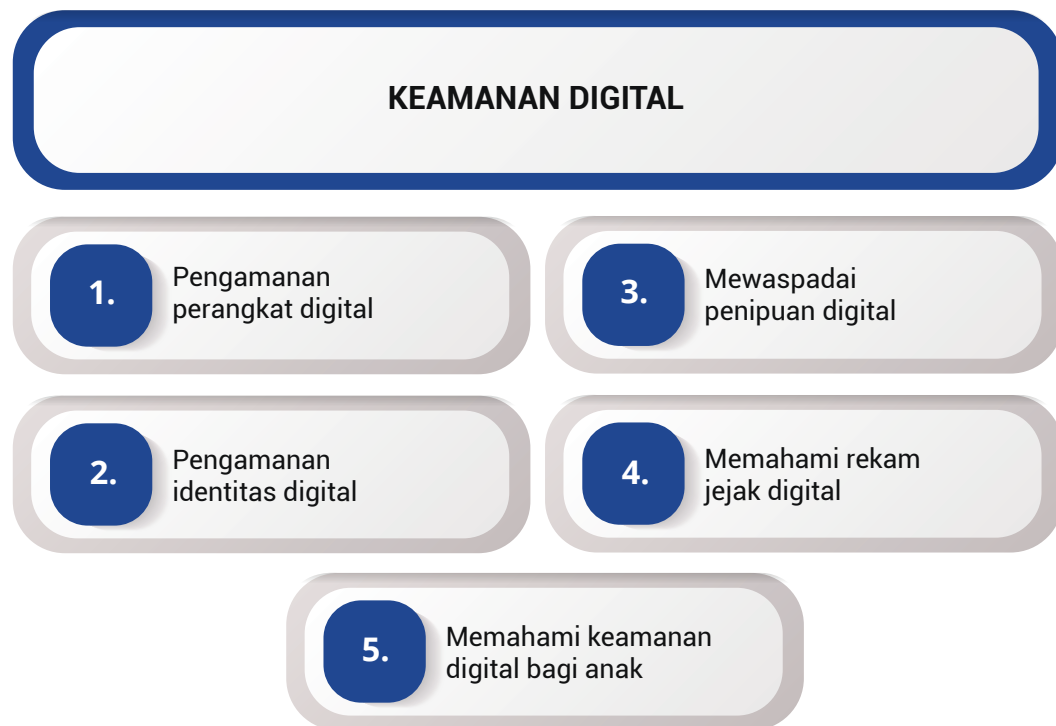 KEAMANAN DIGITAL
1.
Pengamanan
perangkat digital
2.
Pengamanan
identitas digital
3.
Mewaspadai
penipuan digital
4.
Memahami rekam
jejak digital
5.
Memahami keamanan
digital bagi anak